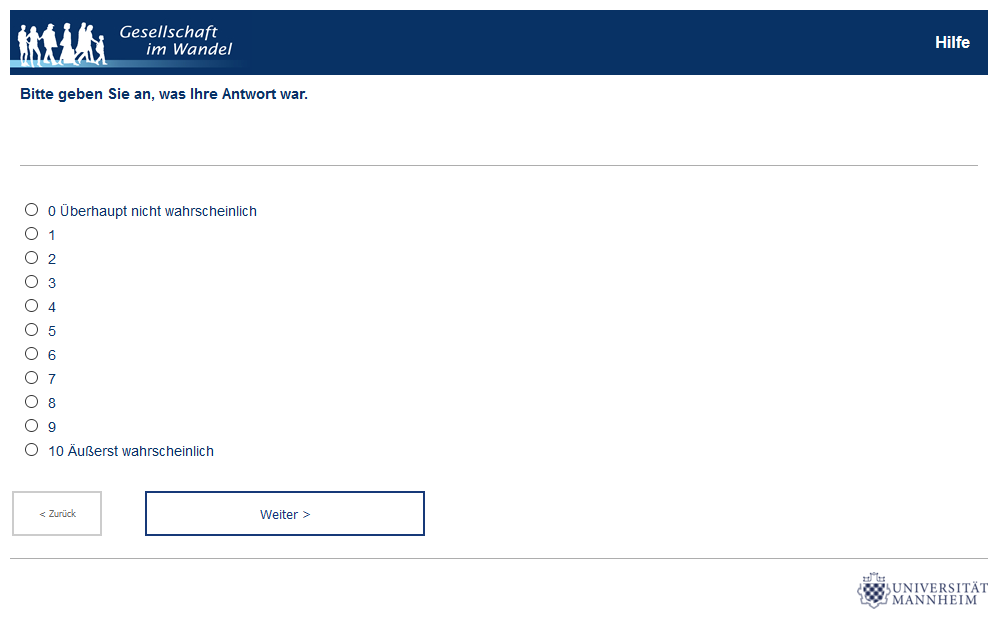 Gesellschaft
im Wandel
Hilfe
Bitte geben Sie an, was Ihre Antwort war.
0 Überhaupt nicht wahrscheinlich
1
2
3
4
5
6
7
8
9
10 Äußerst wahrscheinlich
< Zurück
Weiter >
UNIVERSITÄT
MANNHEIM